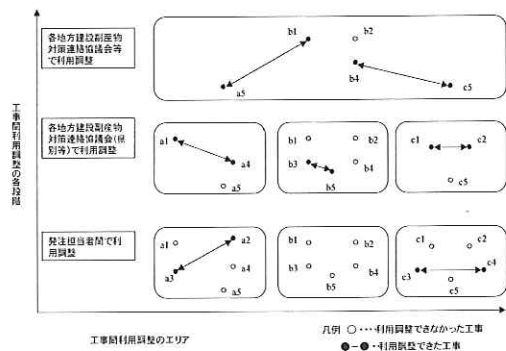 工事間利用調整の各段階
各地方建設副産物
対策連絡協議会等
で利用調整
b1
b2
b4
a5
c5
各地方建設副産物
対策連絡協議会(県
別等)で利用調整
a1
a4
a5
b1
b2
b3
b4
b5
c1
c2
c5
発注担当者間で利
用調整
a1
a2
a3
a4
a5
b1
b2
b3
b4
b5
c1
c2
c3
c4
c5
工事間利用調整のエリア
凡例 ○・・・利用調整できなかった工事
●-●・利用調整できた工事